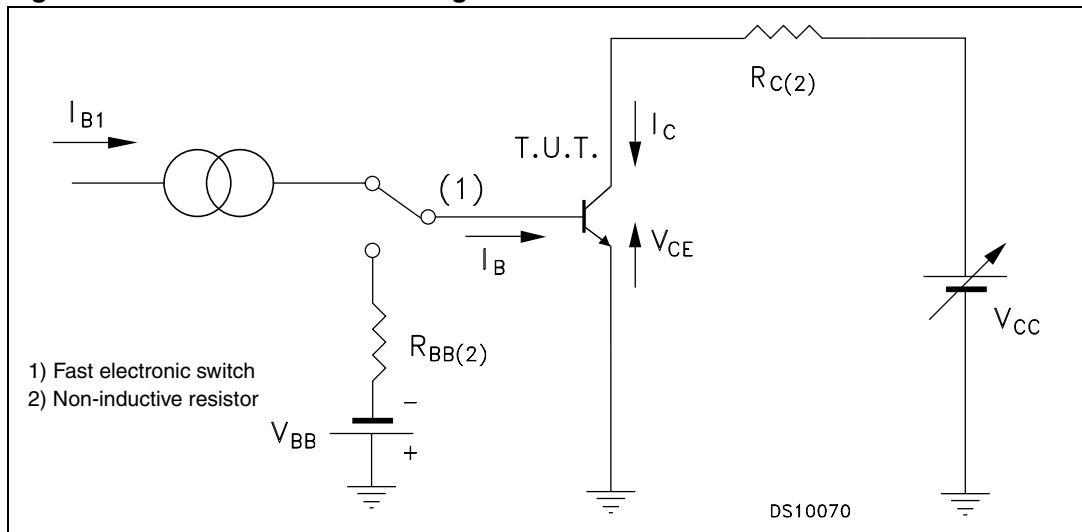 I_B1
R_C(2)
I_C
T.U.T.
(1)
V_CE
I_B
V_CC
R_BB(2)
1) Fast electronic switch
2) Non-inductive resistor
−
V_BB
+
DS10070